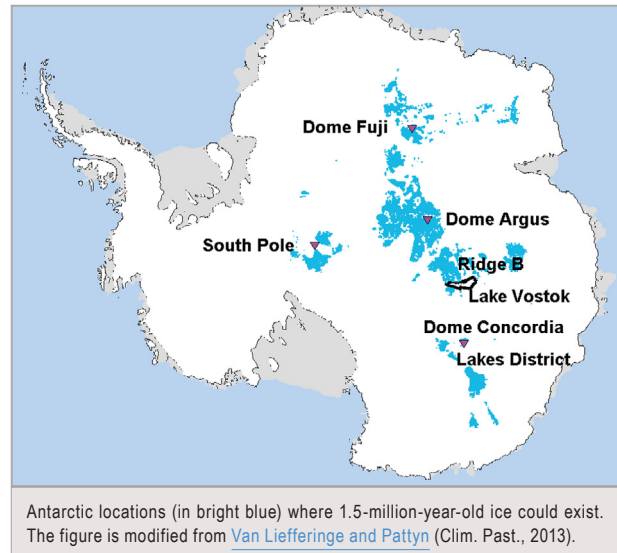 Dome Fuji
Dome Argus
South Pole
Ridge B
Lake Vostok
Dome Concordia
Lakes District
Antarctic locations (in bright blue) where 1.5-million-year-old ice could exist.
The figure is modified from Van Liefferinge and Pattyn (Clim. Past., 2013).